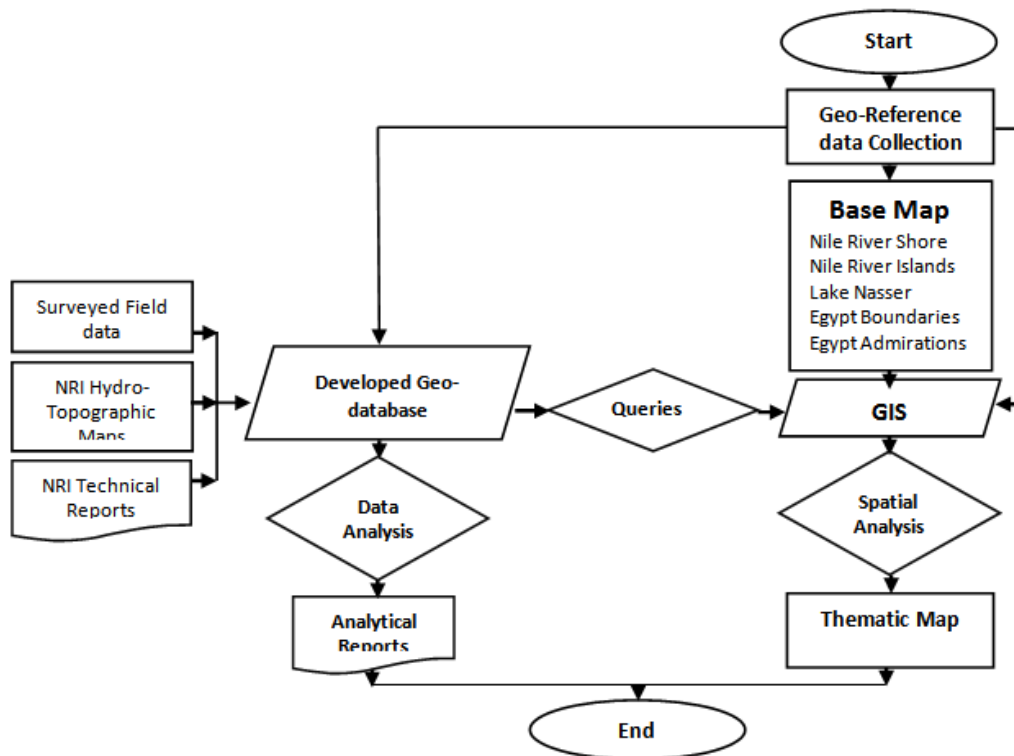 Start
Geo-Reference
data Collection
Base Map
Nile River Shore
Nile River Islands
Lake Nasser
Egypt Boundaries
Egypt Admirations
Surveyed Field
data
NRI Hydro-
Topographic
Maps
NRI Technical
Reports
Developed Geo-
database
Queries
GIS
Data
Analysis
Spatial
Analysis
Analytical
Reports
Thematic Map
End